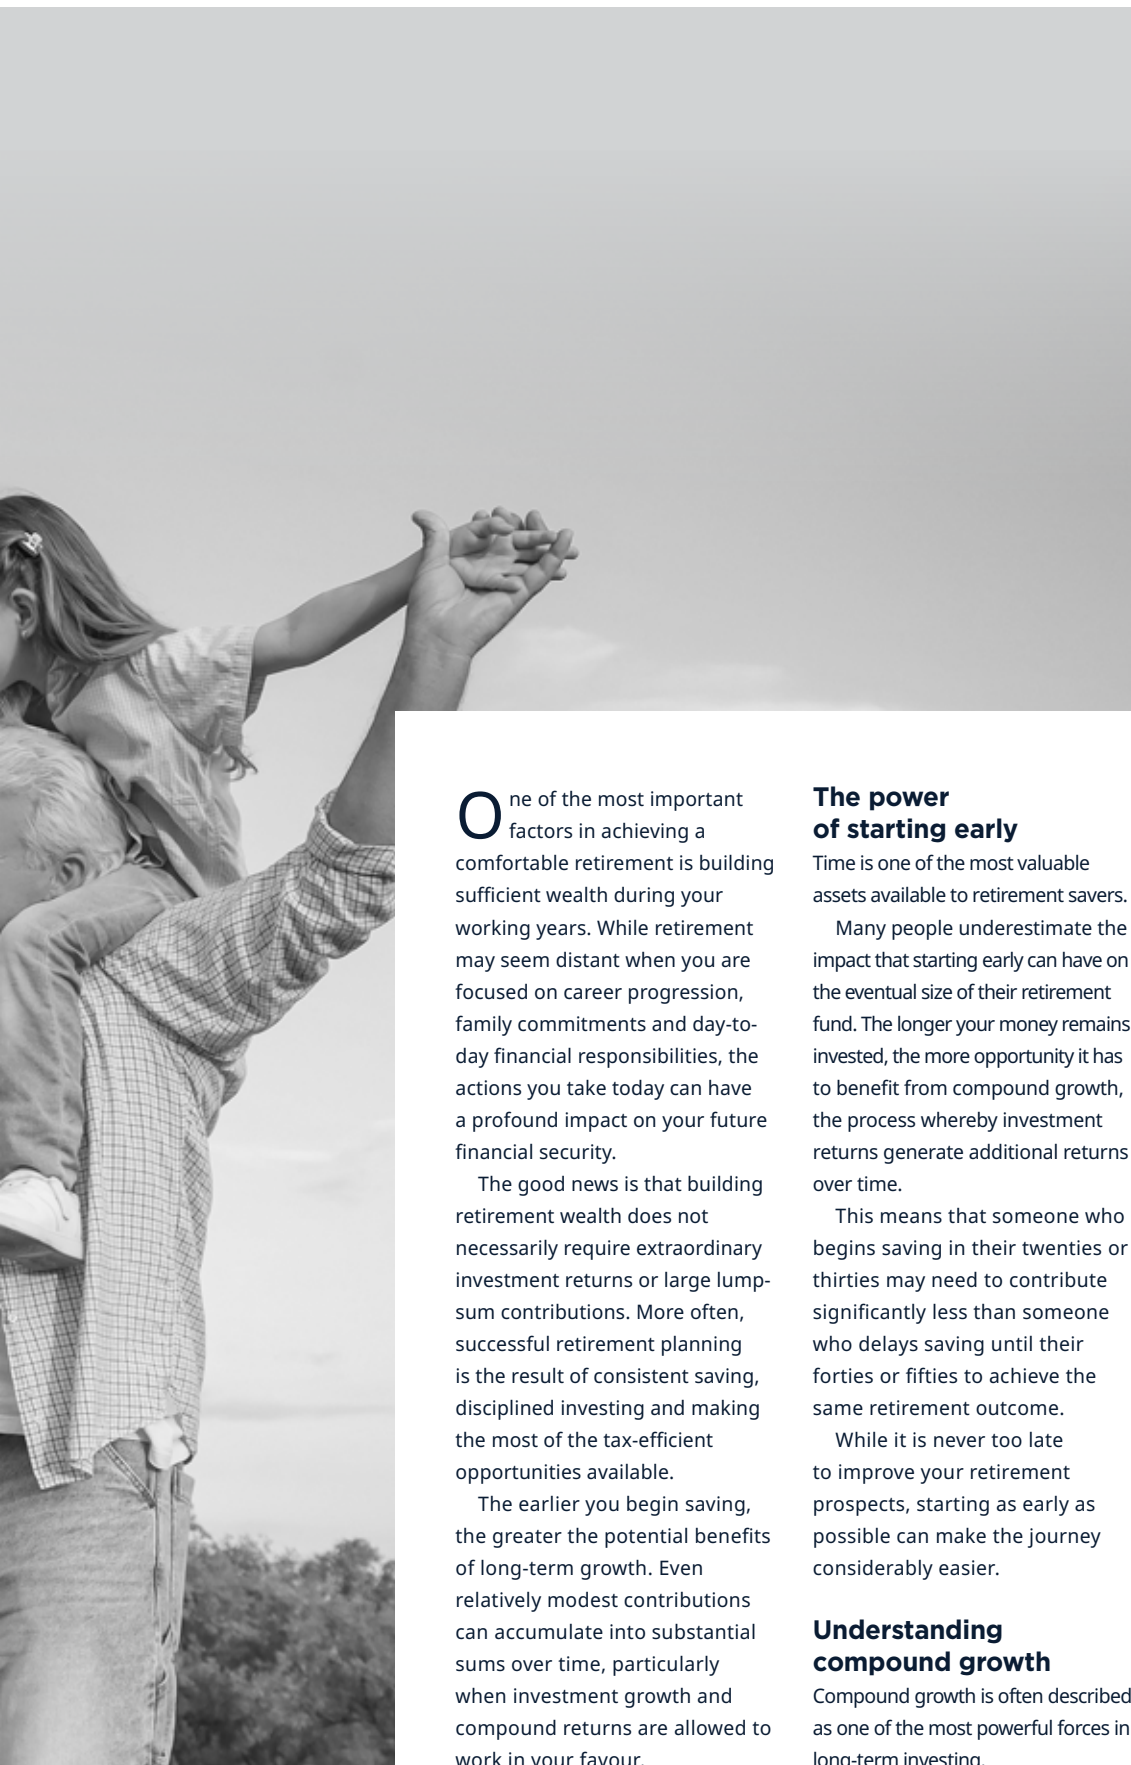 One of the most important
factors in achieving a
comfortable retirement is building
sufficient wealth during your
working years. While retirement
may seem distant when you are
focused on career progression,
family commitments and day-to-
day financial responsibilities, the
actions you take today can have
a profound impact on your future
financial security.
The good news is that building
retirement wealth does not
necessarily require extraordinary
investment returns or large lump-
sum contributions. More often,
successful retirement planning
is the result of consistent saving,
disciplined investing and making
the most of the tax-efficient
opportunities available.
The earlier you begin saving,
the greater the potential benefits
of long-term growth. Even
relatively modest contributions
can accumulate into substantial
sums over time, particularly
when investment growth and
compound returns are allowed to
work in your favour.
The power
of starting early
Time is one of the most valuable
assets available to retirement savers.
Many people underestimate the
impact that starting early can have on
the eventual size of their retirement
fund. The longer your money remains
invested, the more opportunity it has
to benefit from compound growth,
the process whereby investment
returns generate additional returns
over time.
This means that someone who
begins saving in their twenties or
thirties may need to contribute
significantly less than someone
who delays saving until their
forties or fifties to achieve the
same retirement outcome.
While it is never too late
to improve your retirement
prospects, starting as early as
possible can make the journey
considerably easier.
Understanding
compound growth
Compound growth is often described
as one of the most powerful forces in
long-term investing.